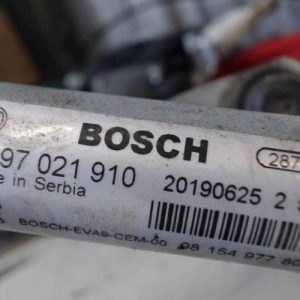 BOSCH
287
97 021 910
e in Serbia
20190625 2
BOSCH-EVA9-CEM-00
98 154 977 80